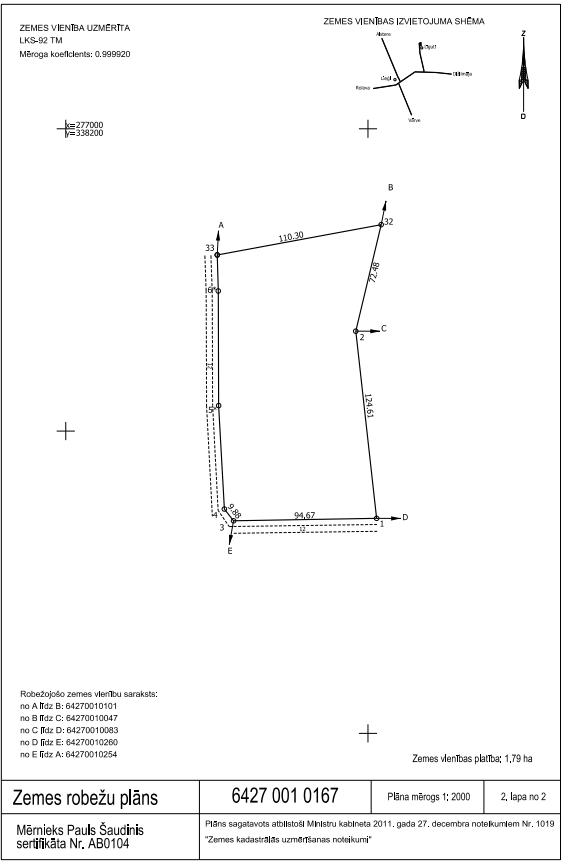 ZEMES VIENĪBA UZMĒRĪTA
LKS-92 TM
Mēroga koeficients: 0.999920
ZEMES VIENĪBAS IZVIETOJUMA SHĒMA
Z
D
x=277000
y=338200
A
B
33
110.30
32
72.48
C
2
124.61
9.88
3
94.67
1
D
12
E
Robežojošo zemes vienību saraksts:
no A līdz B: 64270010101
no B līdz C: 64270010047
no C līdz D: 64270010083
no D līdz E: 64270010260
no E līdz A: 64270010254
Zemes vienības platība: 1,79 ha
Zemes robežu plāns
6427 001 0167
Plāna mērogs 1: 2000
2. lapa no 2
Mērnieks Pauls Šaudinis
sertifikāta Nr. AB0104
Plāns sagatavots atbilstoši Ministru kabineta 2011. gada 27. decembra noteikumiem Nr. 1019
"Zemes kadastrālās uzmērīšanas noteikumi"